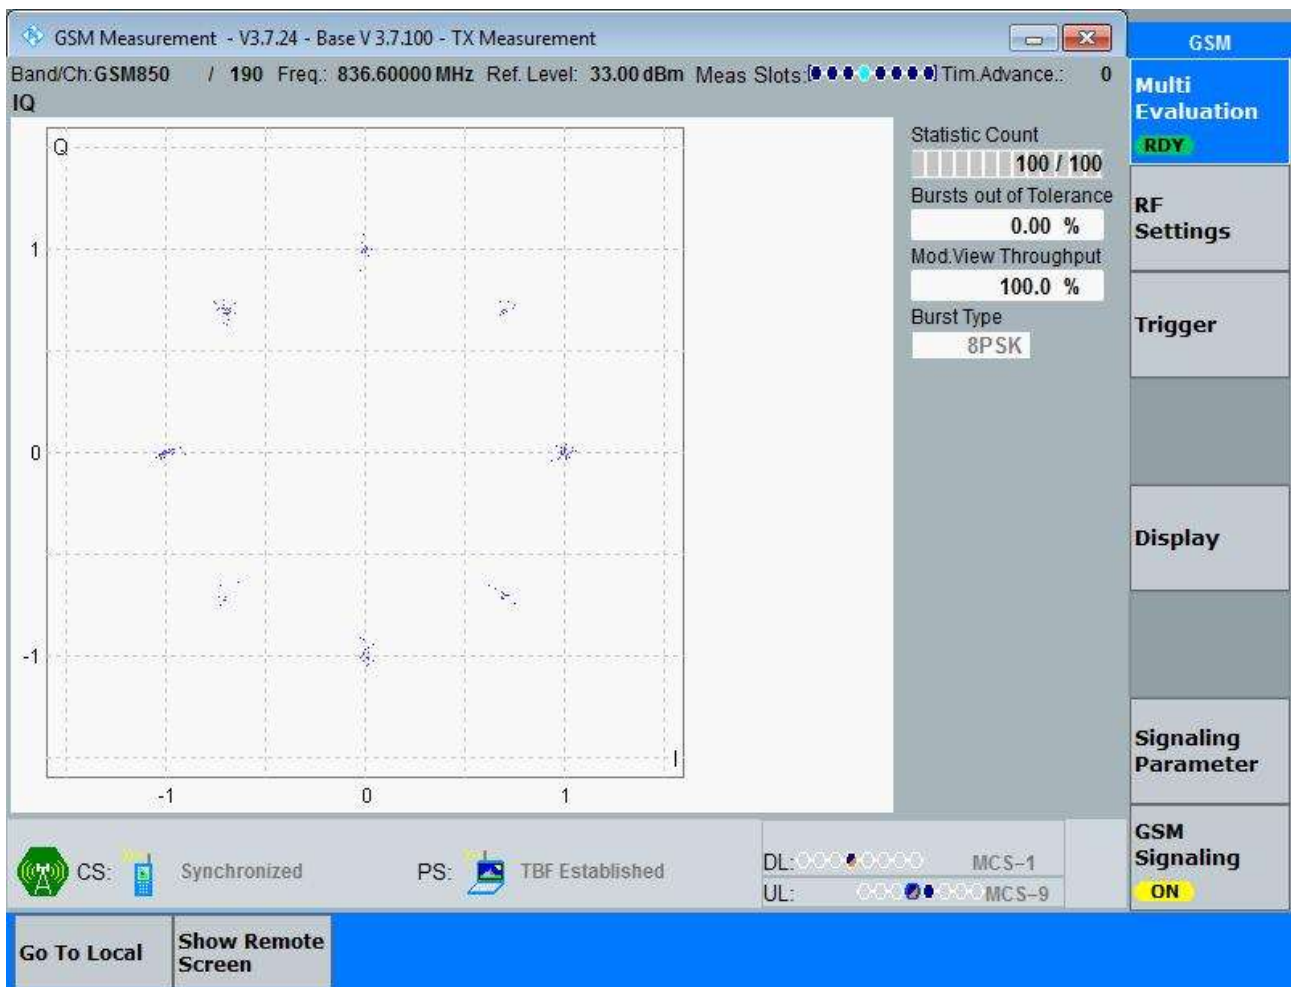 GSM Measurement - V3.7.24 - Base V 3.7.100 - TX Measurement
Band/Ch: GSM850 / 190 Freq.: 836.60000 MHz Ref. Level: 33.00 dBm Meas Slots: Tim.Advance.: 0
IQ
Q
1
0
-1
I
-1 0 1
Statistic Count
100 / 100
Bursts out of Tolerance
0.00 %
Mod.View Throughput
100.0 %
Burst Type
8PSK
GSM
Multi
Evaluation
RDY
RF
Settings
Trigger
Display
Signaling
Parameter
GSM
Signaling
ON
CS: Synchronized
PS: TBF Established
DL: MCS-1
UL: MCS-9
Go To Local
Show Remote
Screen